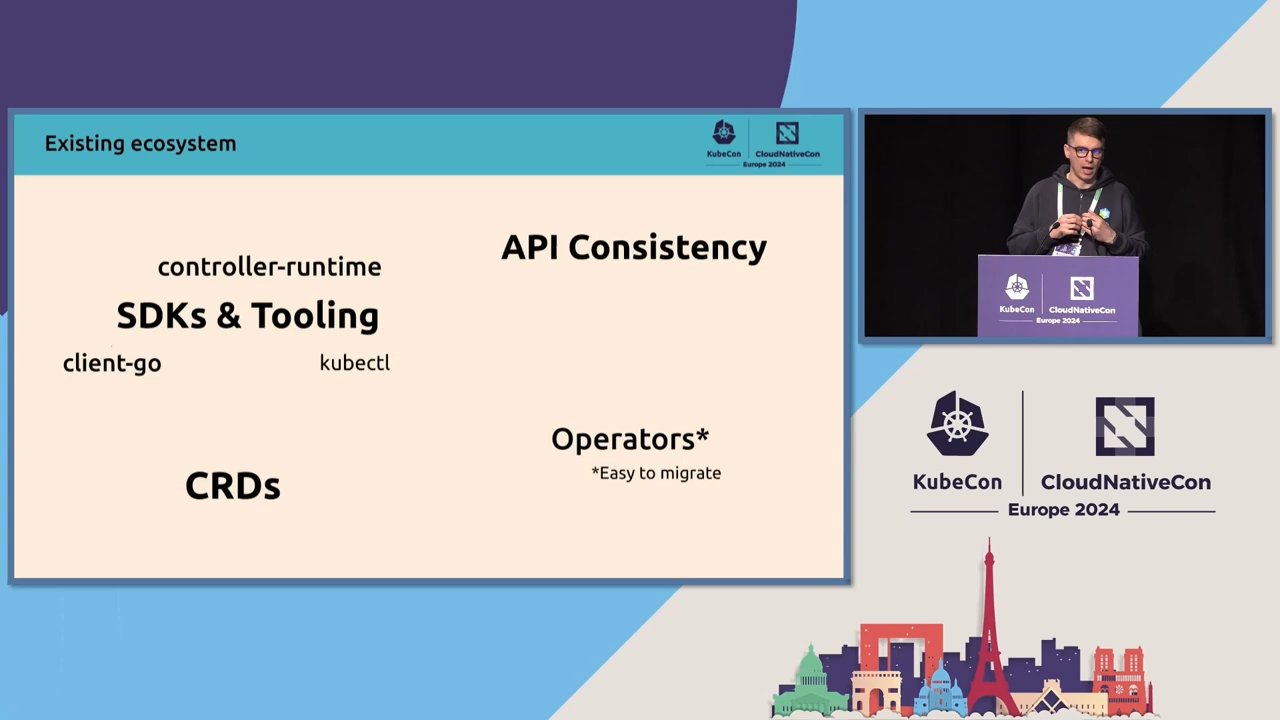 Existing ecosystem
KubeCon
CloudNativeCon
Europe 2024
controller-runtime
SDKs & Tooling
client-go
kubectl
CRDs
API Consistency
Operators*
*Easy to migrate
KubeCon
CloudNativeCon
Europe 2024
KubeCon
CloudNativeCon
Europe 2024